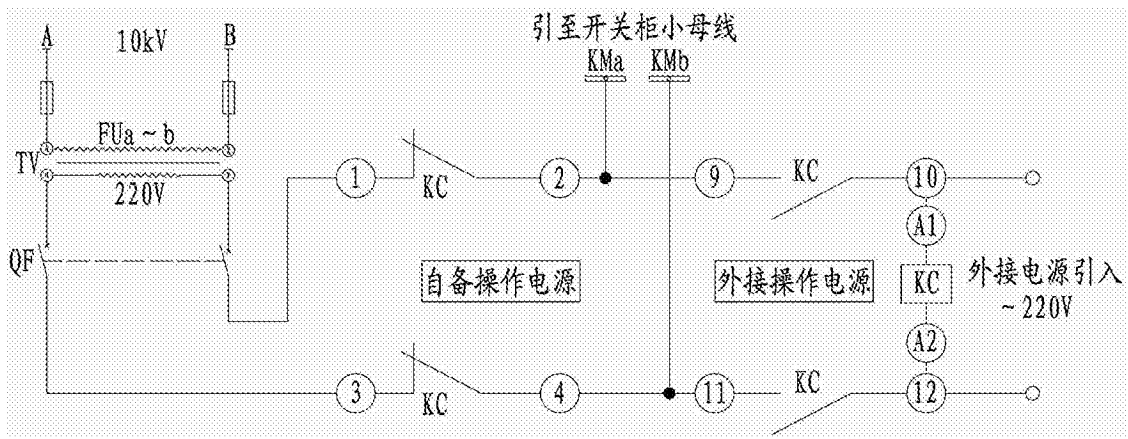 引至开关柜小母线
A 10kV B
KMa KMb
FUa~b
TV
220V
1 KC 2 9 KC 10
A1
QF
自备操作电源 外接操作电源 KC 外接电源引入
~220V
A2
3 KC 4 11 KC 12